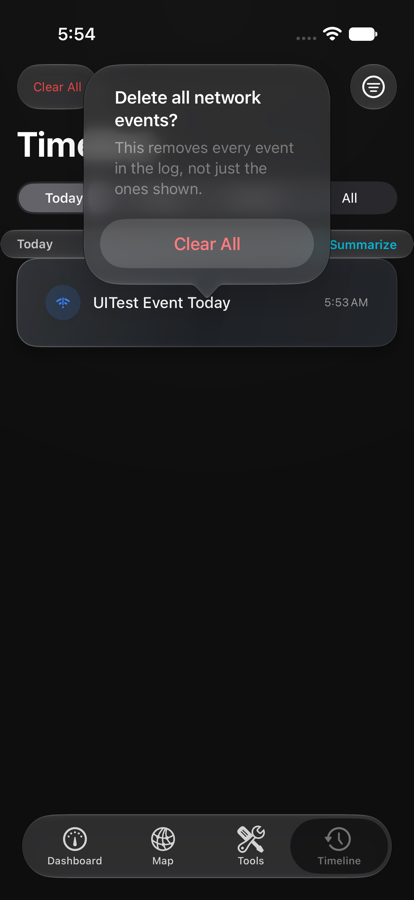 5:54
Clear All
Delete all network
events?
This removes every event
in the log, not just the
ones shown.
Clear All
Today
All
Today
Summarize
UITest Event Today
5:53 AM
Dashboard
Map
Tools
Timeline